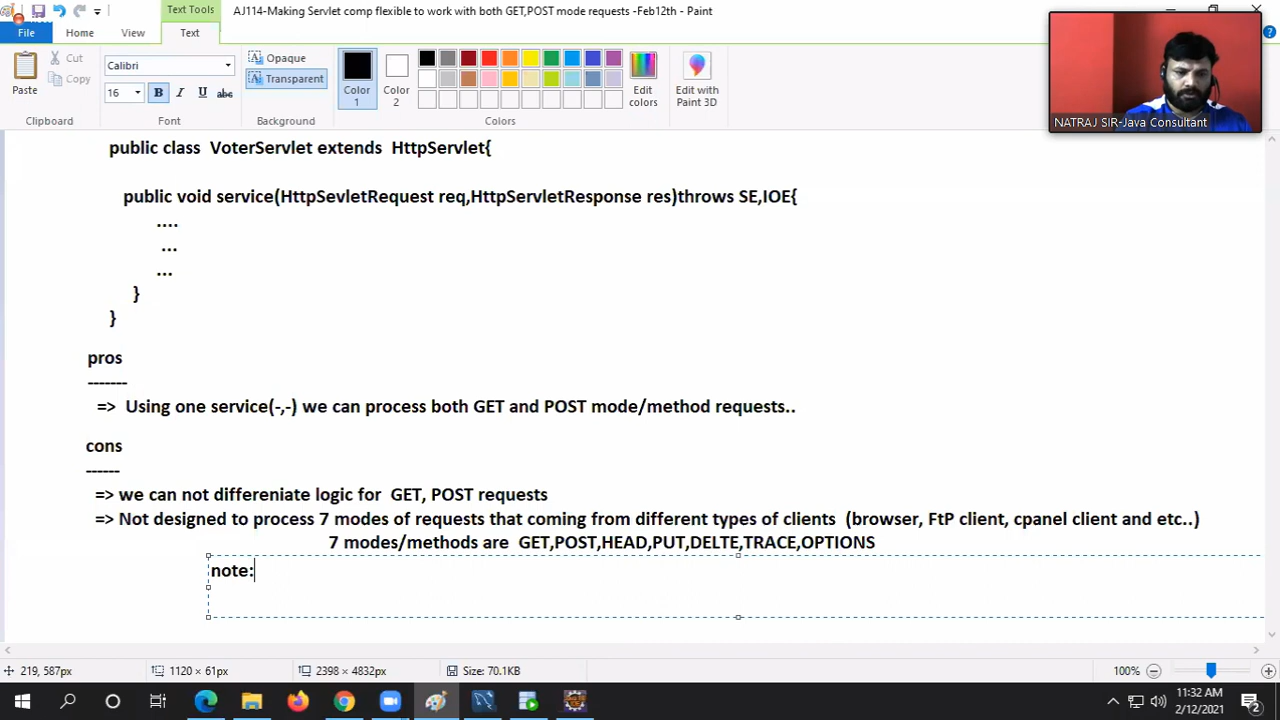 Text Tools
AJ114-Making Servlet comp flexible to work with both GET,POST mode requests -Feb12th - Paint
File
Home
View
Text
Paste
Cut
Copy
Clipboard
Calibri
16
B
I
U
abc
Font
Opaque
Transparent
Background
Color 1
Color 2
Edit colors
Edit with Paint 3D
Colors
NATRAJ SIR-Java Consultant
public class VoterServlet extends HttpServlet{
public void service(HttpSevletRequest req,HttpServletResponse res)throws SE,IOE{
....
...
...
}
}
pros
-------
=> Using one service(-,-) we can process both GET and POST mode/method requests..
cons
------
=> we can not differeniate logic for GET, POST requests
=> Not designed to process 7 modes of requests that coming from different types of clients (browser, FtP client, cpanel client and etc..)
7 modes/methods are GET,POST,HEAD,PUT,DELTE,TRACE,OPTIONS
note:
219, 587px
1120 × 61px
2398 × 4832px
Size: 70.1KB
100%
11:32 AM
2/12/2021
2